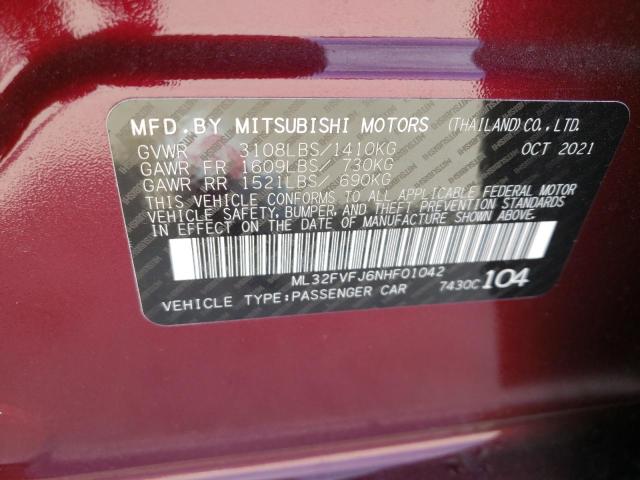 MFD.BY MITSUBISHI MOTORS (THAILAND)CO.,LTD.
GVWR 3108LBS/1410KG OCT 2021
GAWR FR 1609LBS/ 730KG
GAWR RR 1521LBS/ 690KG
THIS VEHICLE CONFORMS TO ALL APPLICABLE FEDERAL MOTOR
VEHICLE SAFETY, BUMPER, AND THEFT PREVENTION STANDARDS
IN EFFECT ON THE DATE OF MANUFACTURE SHOWN ABOVE.
ML32FVFJ6NHF01042
VEHICLE TYPE:PASSENGER CAR 7430C 104